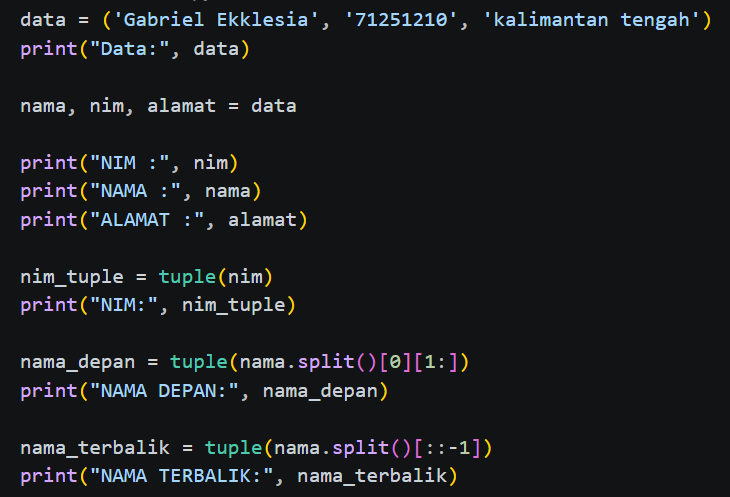 data = ('Gabriel Ekklesia', '71251210', 'kalimantan tengah')
print("Data:", data)
nama, nim, alamat = data
print("NIM :", nim)
print("NAMA :", nama)
print("ALAMAT :", alamat)
nim_tuple = tuple(nim)
print("NIM:", nim_tuple)
nama_depan = tuple(nama.split()[0][1:])
print("NAMA DEPAN:", nama_depan)
nama_terbalik = tuple(nama.split()[::-1])
print("NAMA TERBALIK:", nama_terbalik)